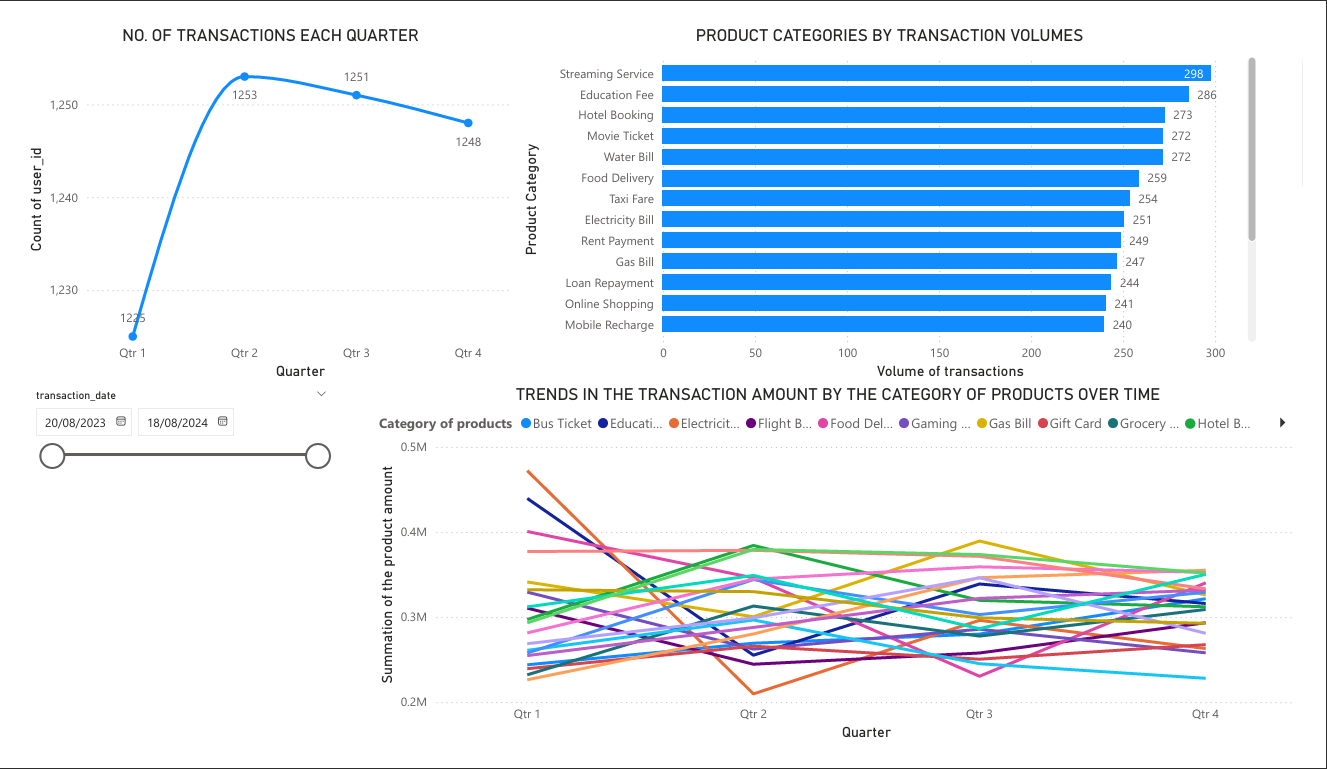 NO. OF TRANSACTIONS EACH QUARTER
Count of user_id
1,250
1,240
1,230
1225
1253
1251
1248
Qtr 1 Qtr 2 Qtr 3 Qtr 4
Quarter
PRODUCT CATEGORIES BY TRANSACTION VOLUMES
Product Category
Streaming Service 298
Education Fee 286
Hotel Booking 273
Movie Ticket 272
Water Bill 272
Food Delivery 259
Taxi Fare 254
Electricity Bill 251
Rent Payment 249
Gas Bill 247
Loan Repayment 244
Online Shopping 241
Mobile Recharge 240
0 50 100 150 200 250 300
Volume of transactions
transaction_date
20/08/2023 18/08/2024
TRENDS IN THE TRANSACTION AMOUNT BY THE CATEGORY OF PRODUCTS OVER TIME
Category of products Bus Ticket Educati... Electricit... Flight B... Food Del... Gaming ... Gas Bill Gift Card Grocery ... Hotel B...
Summation of the product amount
0.5M
0.4M
0.3M
0.2M
Qtr 1 Qtr 2 Qtr 3 Qtr 4
Quarter